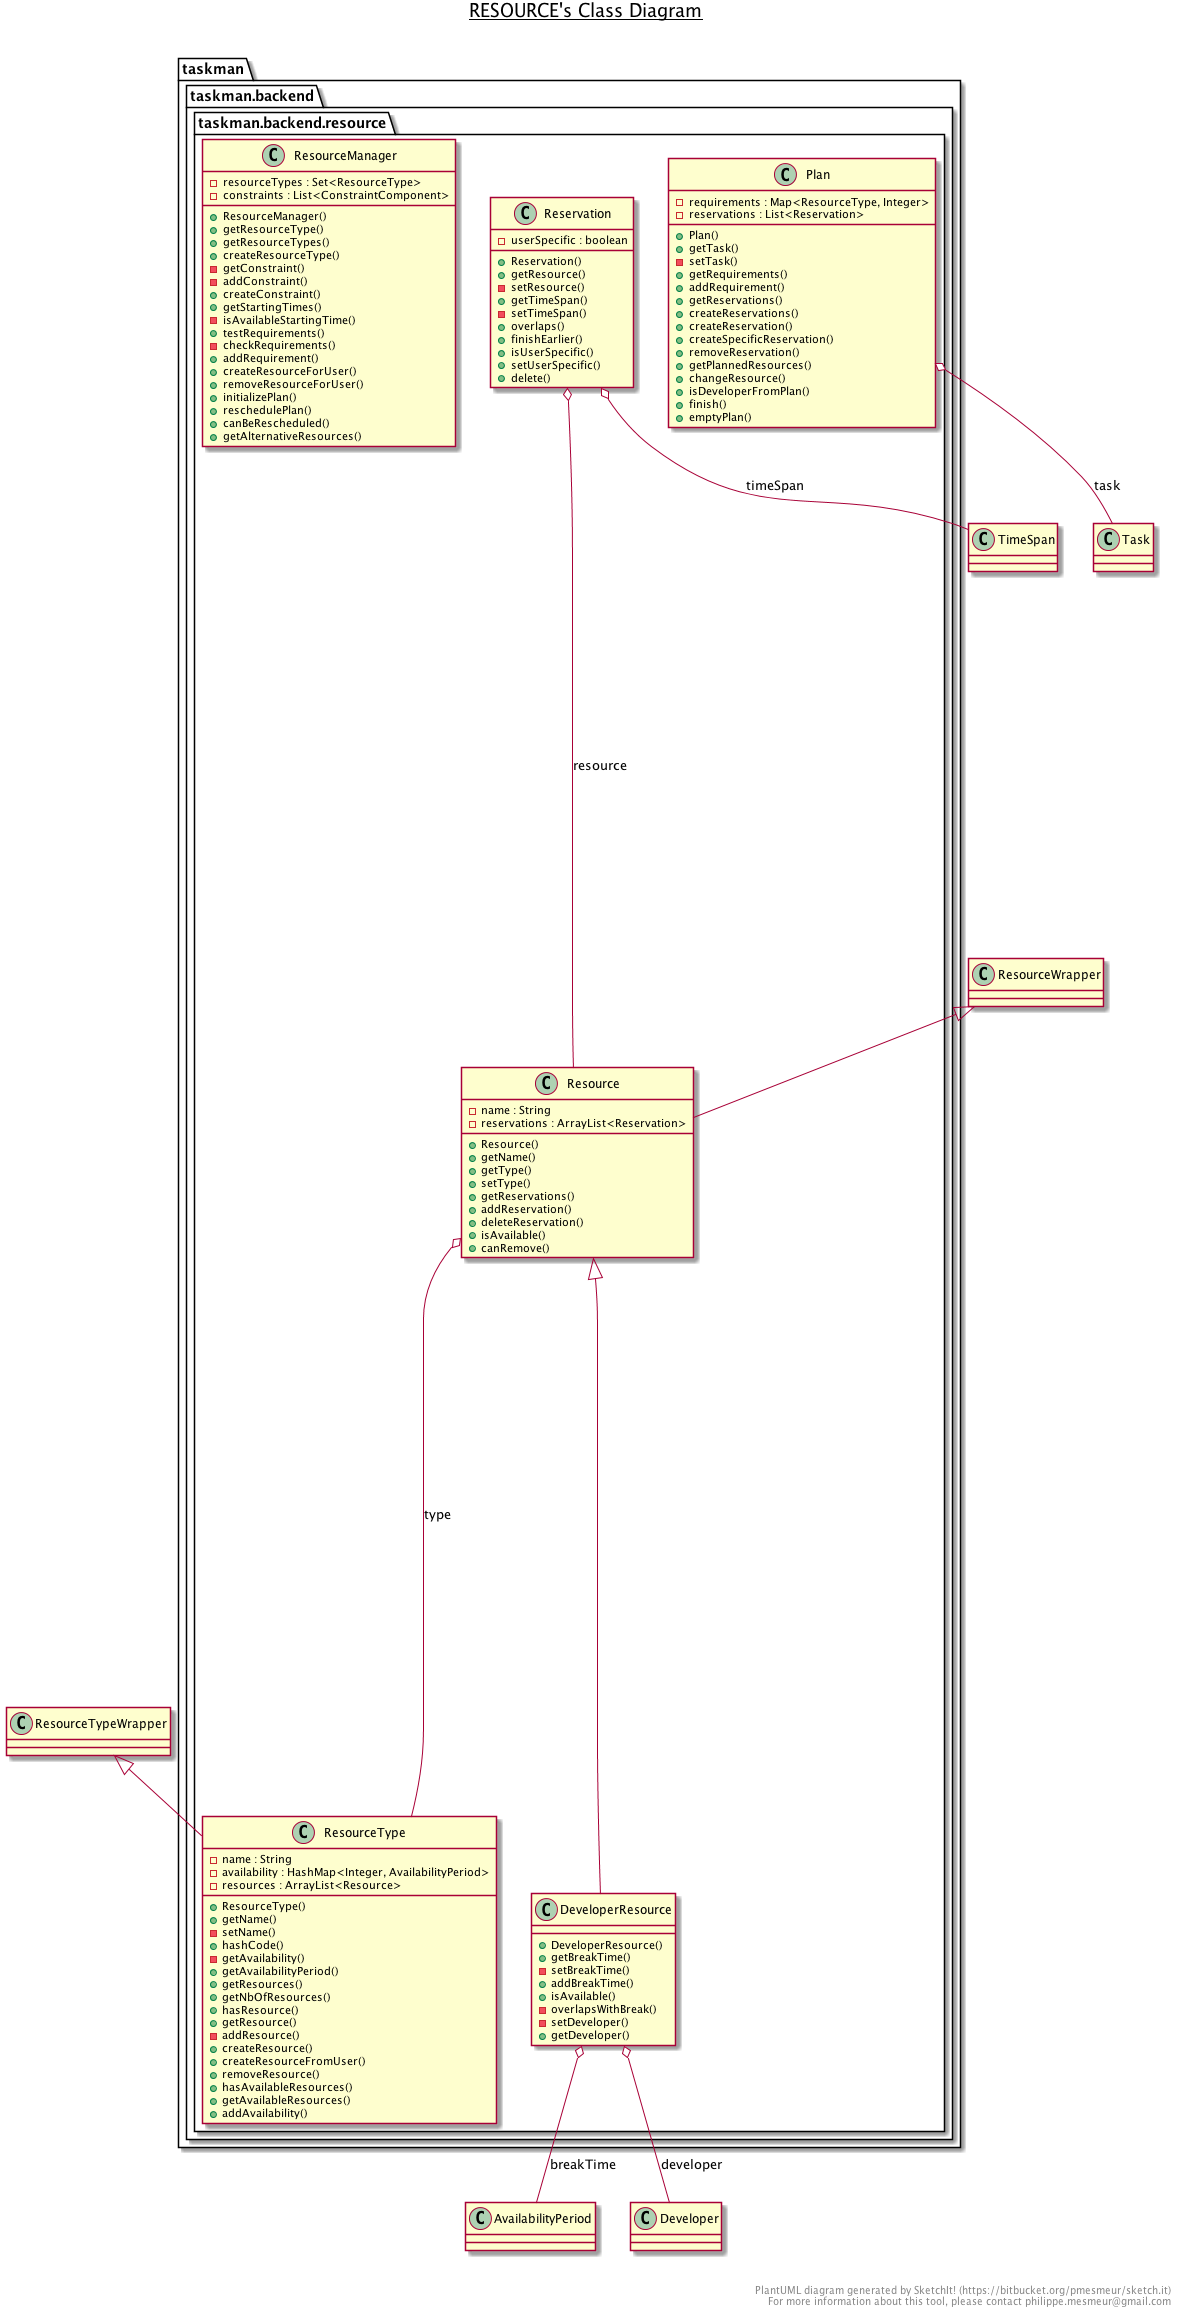 RESOURCE's Class Diagram
taskman
taskman.backend
taskman.backend.resource
C ResourceManager
resourceTypes : Set<ResourceType>
constraints : List<ConstraintComponent>
ResourceManager()
getResourceType()
getResourceTypes()
createResourceType()
getConstraint()
addConstraint()
createConstraint()
getStartingTimes()
isAvailableStartingTime()
testRequirements()
checkRequirements()
addRequirement()
createResourceForUser()
removeResourceForUser()
initializePlan()
reschedulePlan()
canBeRescheduled()
getAlternativeResources()
C Reservation
userSpecific : boolean
Reservation()
getResource()
setResource()
getTimeSpan()
setTimeSpan()
overlaps()
finishEarlier()
isUserSpecific()
setUserSpecific()
delete()
C Plan
requirements : Map<ResourceType, Integer>
reservations : List<Reservation>
Plan()
getTask()
setTask()
getRequirements()
addRequirement()
getReservations()
createReservations()
createReservation()
createSpecificReservation()
removeReservation()
getPlannedResources()
changeResource()
isDeveloperFromPlan()
finish()
emptyPlan()
timeSpan
task
C TimeSpan
C Task
resource
C ResourceWrapper
C Resource
name : String
reservations : ArrayList<Reservation>
Resource()
getName()
getType()
setType()
getReservations()
addReservation()
deleteReservation()
isAvailable()
canRemove()
type
C ResourceTypeWrapper
C ResourceType
name : String
availability : HashMap<Integer, AvailabilityPeriod>
resources : ArrayList<Resource>
ResourceType()
getName()
setName()
hashCode()
getAvailability()
getAvailabilityPeriod()
getResources()
getNbOfResources()
hasResource()
getResource()
addResource()
createResource()
createResourceFromUser()
removeResource()
hasAvailableResources()
getAvailableResources()
addAvailability()
C DeveloperResource
DeveloperResource()
getBreakTime()
setBreakTime()
addBreakTime()
isAvailable()
overlapsWithBreak()
setDeveloper()
getDeveloper()
breakTime
developer
C AvailabilityPeriod
C Developer
PlantUML diagram generated by SketchIt! (https://bitbucket.org/pmesmeur/sketch.it)
For more information about this tool, please contact philippe.mesmeur@gmail.com